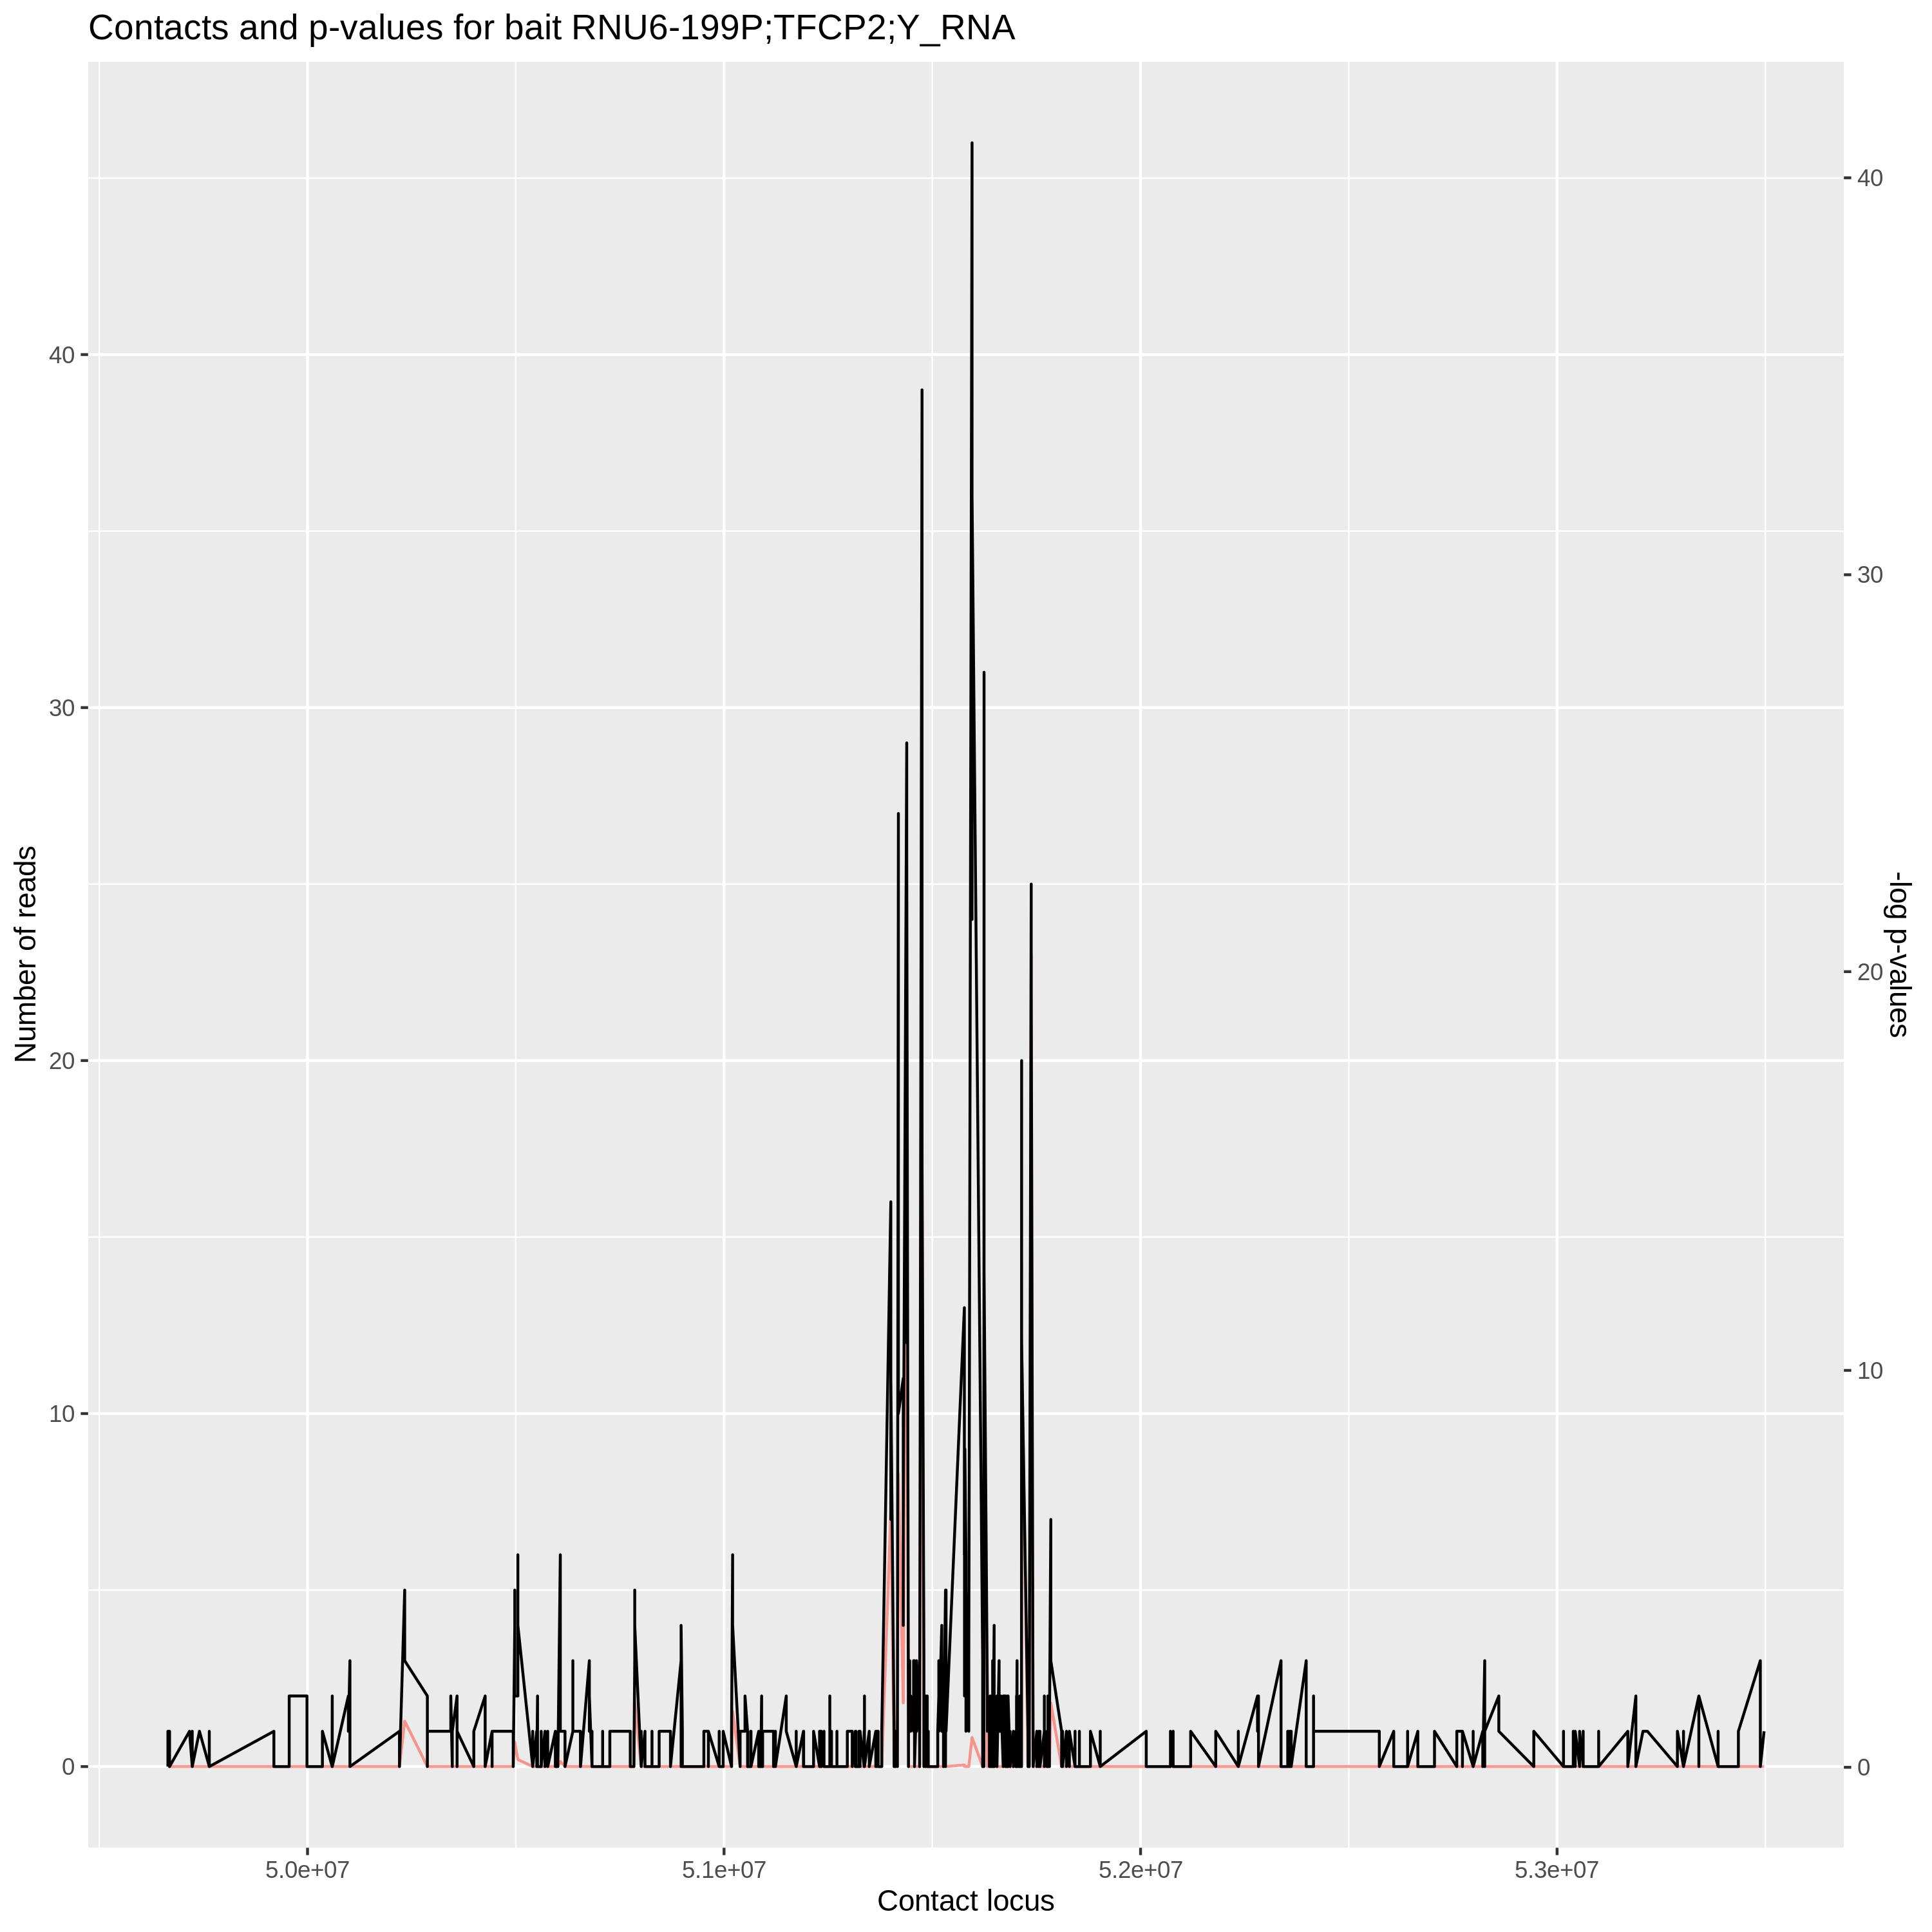 Contacts and p-values for bait RNU6-199P;TFCP2;Y_RNA
40
30
20
10
0
Number of reads
40
30
20
10
0
-log p-values
5.0e+07
5.1e+07
5.2e+07
5.3e+07
Contact locus